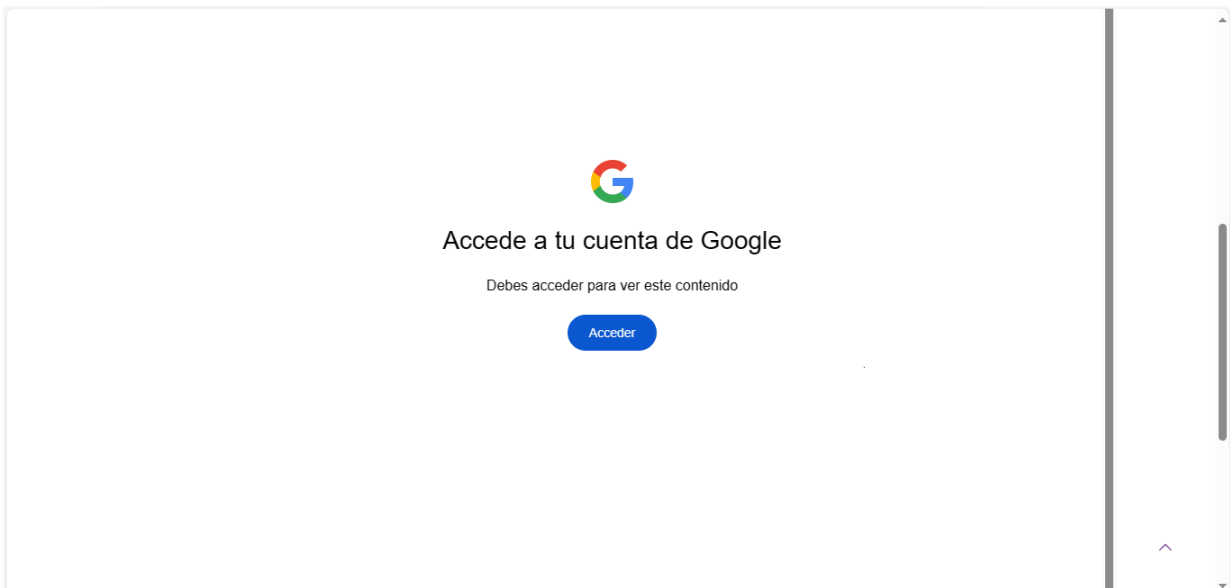 Accede a tu cuenta de Google
Debes acceder para ver este contenido
Acceder